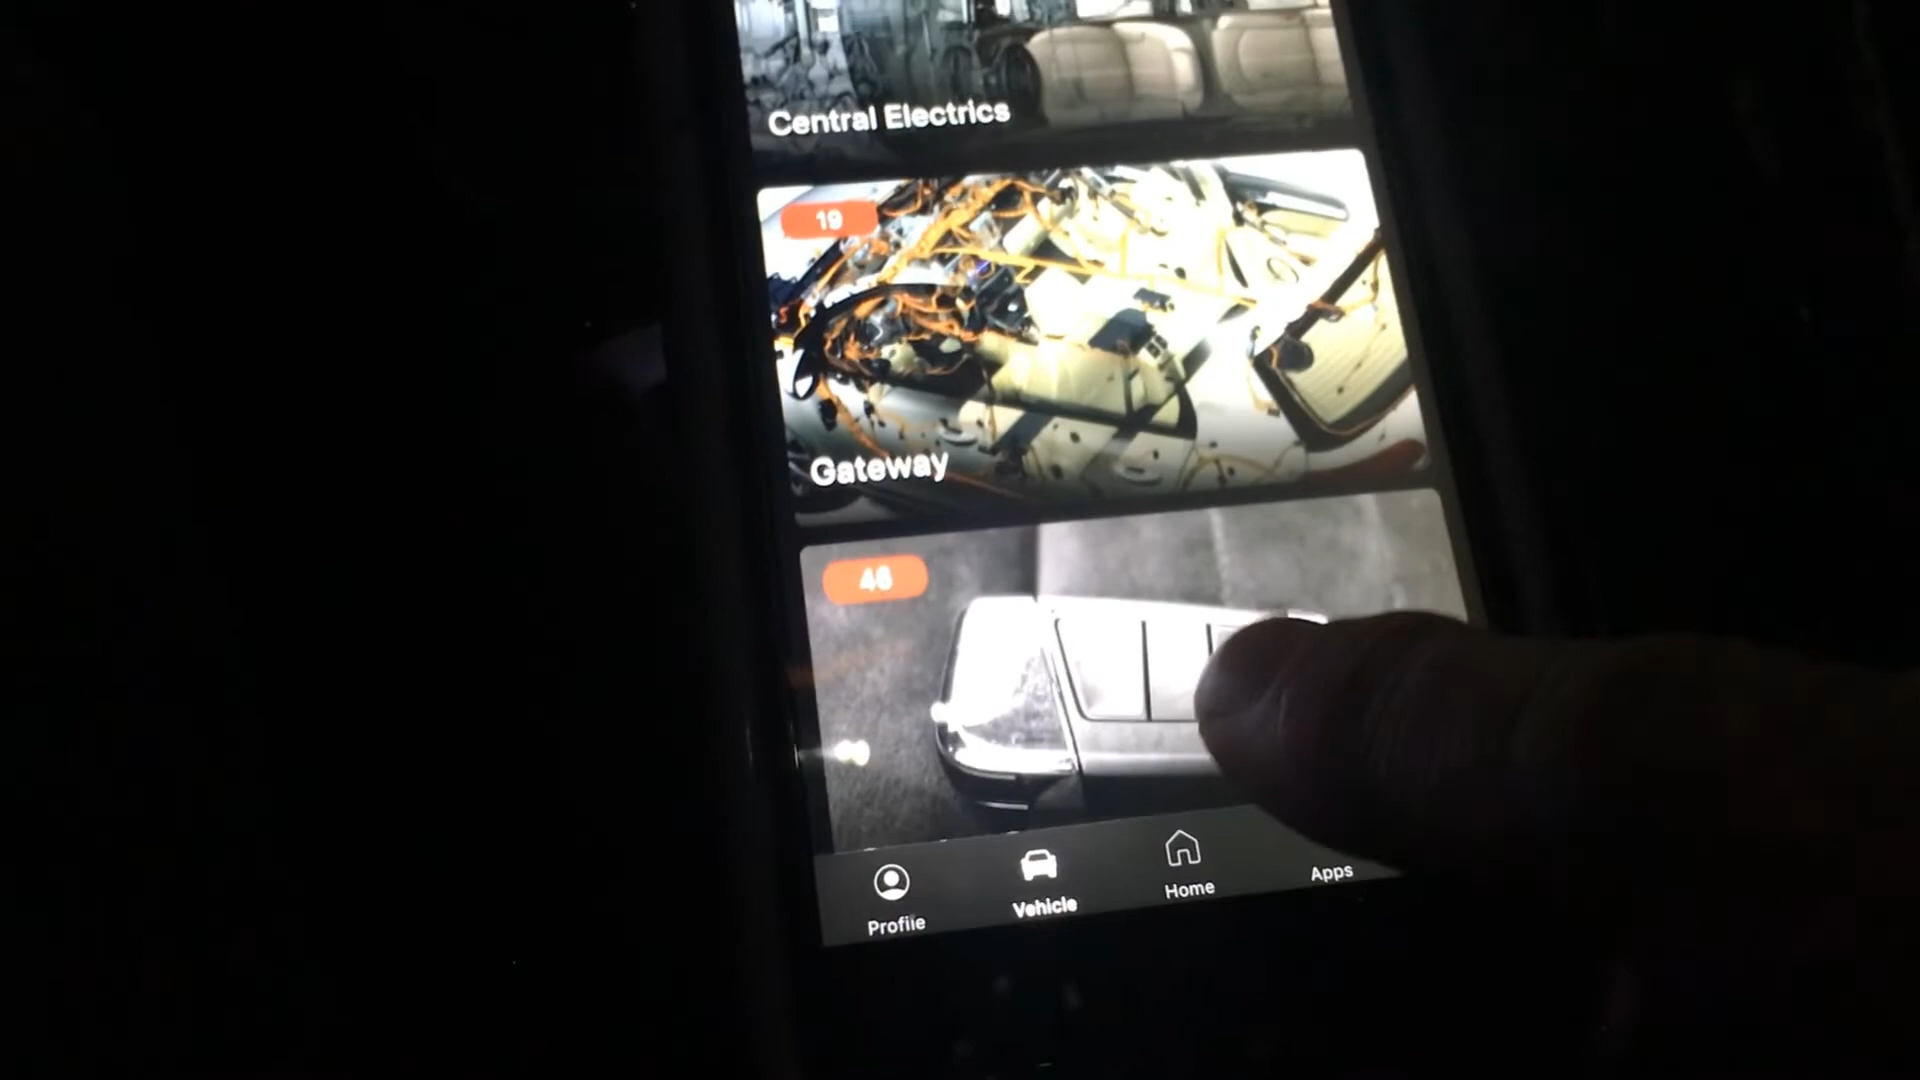 Central Electrics
19
Gateway
46
Profile
Vehicle
Home
Apps